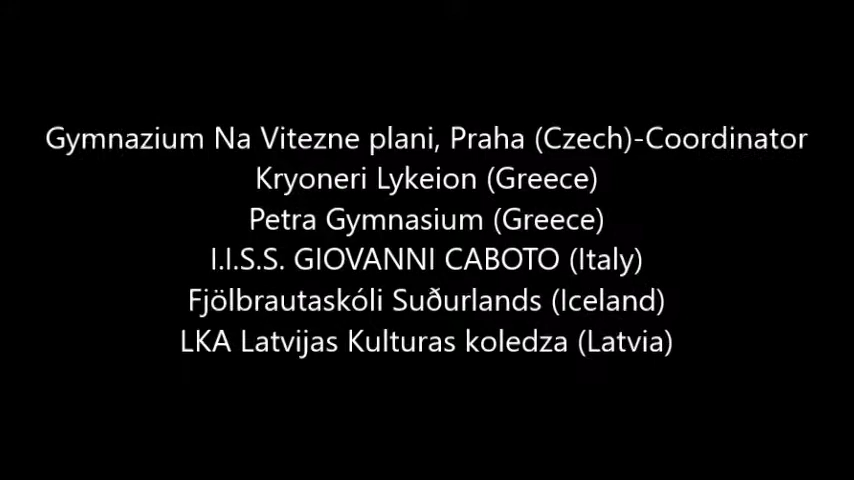 Gymnazium Na Vitezne plani, Praha (Czech)-Coordinator
Kryoneri Lykeion (Greece)
Petra Gymnasium (Greece)
I.I.S.S. GIOVANNI CABOTO (Italy)
Fjölbrautaskóli Suðurlands (Iceland)
LKA Latvijas Kulturas koledza (Latvia)